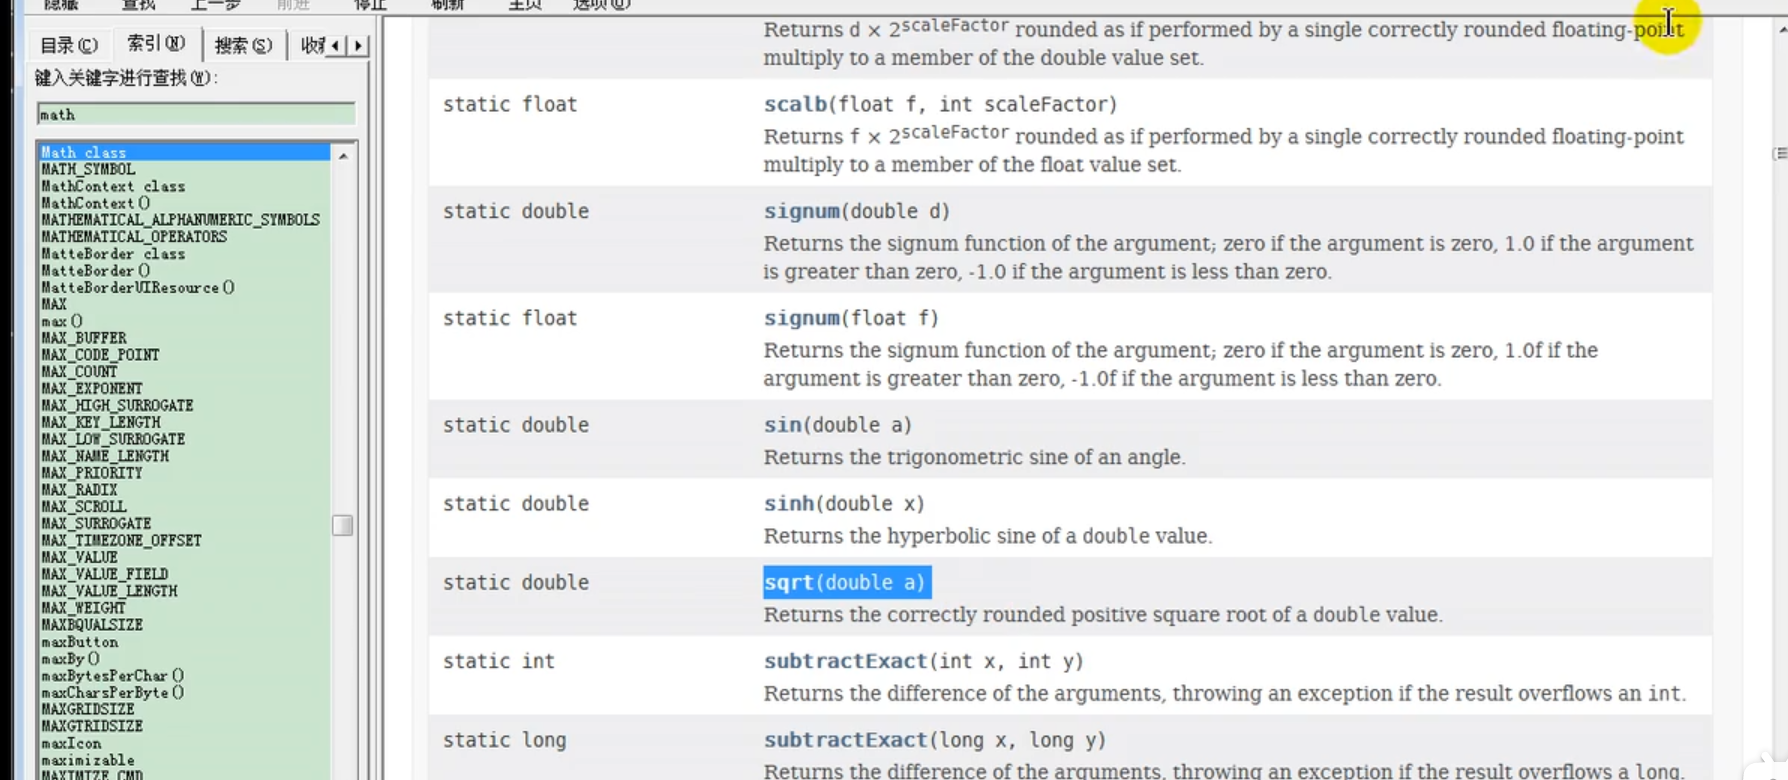 隐藏 查找 上一步 前进 停止 刷新 主页 选项(O)
目录(C) 索引(N) 搜索(S)
键入关键字进行查找(W):
math
Math class
MATH_SYMBOL
MathContext class
MathContext()
MATHEMATICAL_ALPHANUMERIC_SYMBOLS
MATHEMATICAL_OPERATORS
MatteBorder class
MatteBorder()
MatteBorderUIResource()
MAX
max()
MAX_BUFFER
MAX_CODE_POINT
MAX_COUNT
MAX_EXPONENT
MAX_HIGH_SURROGATE
MAX_KEY_LENGTH
MAX_LOW_SURROGATE
MAX_NAME_LENGTH
MAX_PRIORITY
MAX_RADIX
MAX_SCROLL
MAX_SURROGATE
MAX_TIMEZONE_OFFSET
MAX_VALUE
MAX_VALUE_FIELD
MAX_VALUE_LENGTH
MAX_WEIGHT
MAXBQUALSIZE
maxButton
maxBy()
maxBytesPerChar()
maxCharsPerByte()
MAXGRIDSIZE
MAXGTRIDSIZE
maxIcon
maximizable
MAXIMIZE_CMD
Returns d × 2scaleFactor rounded as if performed by a single correctly rounded floating-point
multiply to a member of the double value set.
static float scalb(float f, int scaleFactor)
Returns f × 2scaleFactor rounded as if performed by a single correctly rounded floating-point
multiply to a member of the float value set.
static double signum(double d)
Returns the signum function of the argument; zero if the argument is zero, 1.0 if the argument
is greater than zero, -1.0 if the argument is less than zero.
static float signum(float f)
Returns the signum function of the argument; zero if the argument is zero, 1.0f if the
argument is greater than zero, -1.0f if the argument is less than zero.
static double sin(double a)
Returns the trigonometric sine of an angle.
static double sinh(double x)
Returns the hyperbolic sine of a double value.
static double sqrt(double a)
Returns the correctly rounded positive square root of a double value.
static int subtractExact(int x, int y)
Returns the difference of the arguments, throwing an exception if the result overflows an int.
static long subtractExact(long x, long y)
Returns the difference of the arguments, throwing an exception if the result overflows a long.